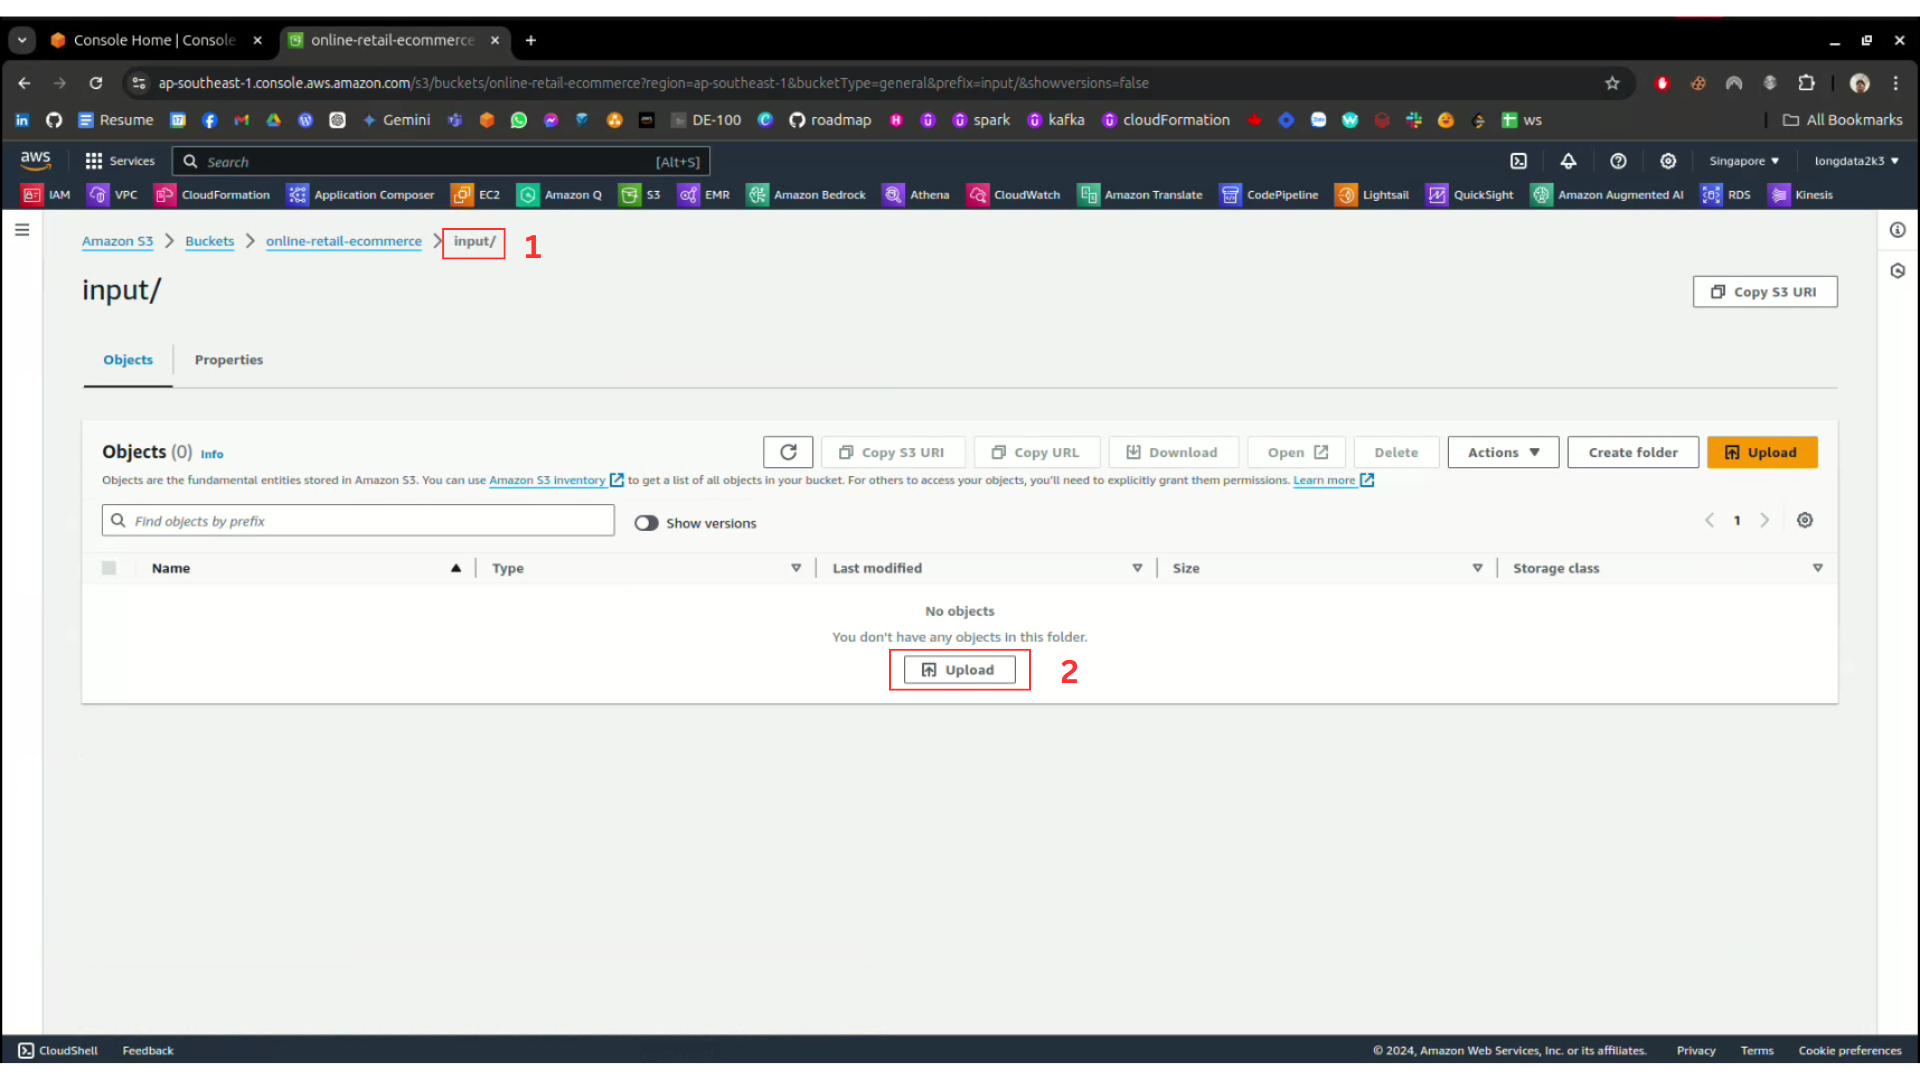 Console Home | Console
online-retail-ecommerce
ap-southeast-1.console.aws.amazon.com/s3/buckets/online-retail-ecommerce?region=ap-southeast-1&bucketType=general&prefix=input/&showversions=false
Resume Gemini DE-100 roadmap spark kafka cloudFormation ws All Bookmarks
aws Services Search [Alt+S] Singapore longdata2k3
IAM VPC CloudFormation Application Composer EC2 Amazon Q S3 EMR Amazon Bedrock Athena CloudWatch Amazon Translate CodePipeline Lightsail QuickSight Amazon Augmented AI RDS Kinesis
Amazon S3 Buckets online-retail-ecommerce input/ 1
input/
Copy S3 URI
Objects Properties
Objects (0) Info Copy S3 URI Copy URL Download Open Delete Actions Create folder Upload
Objects are the fundamental entities stored in Amazon S3. You can use Amazon S3 inventory to get a list of all objects in your bucket. For others to access your objects, you'll need to explicitly grant them permissions. Learn more
Find objects by prefix Show versions 1
Name Type Last modified Size Storage class
No objects
You don't have any objects in this folder.
Upload 2
CloudShell Feedback © 2024, Amazon Web Services, Inc. or its affiliates. Privacy Terms Cookie preferences